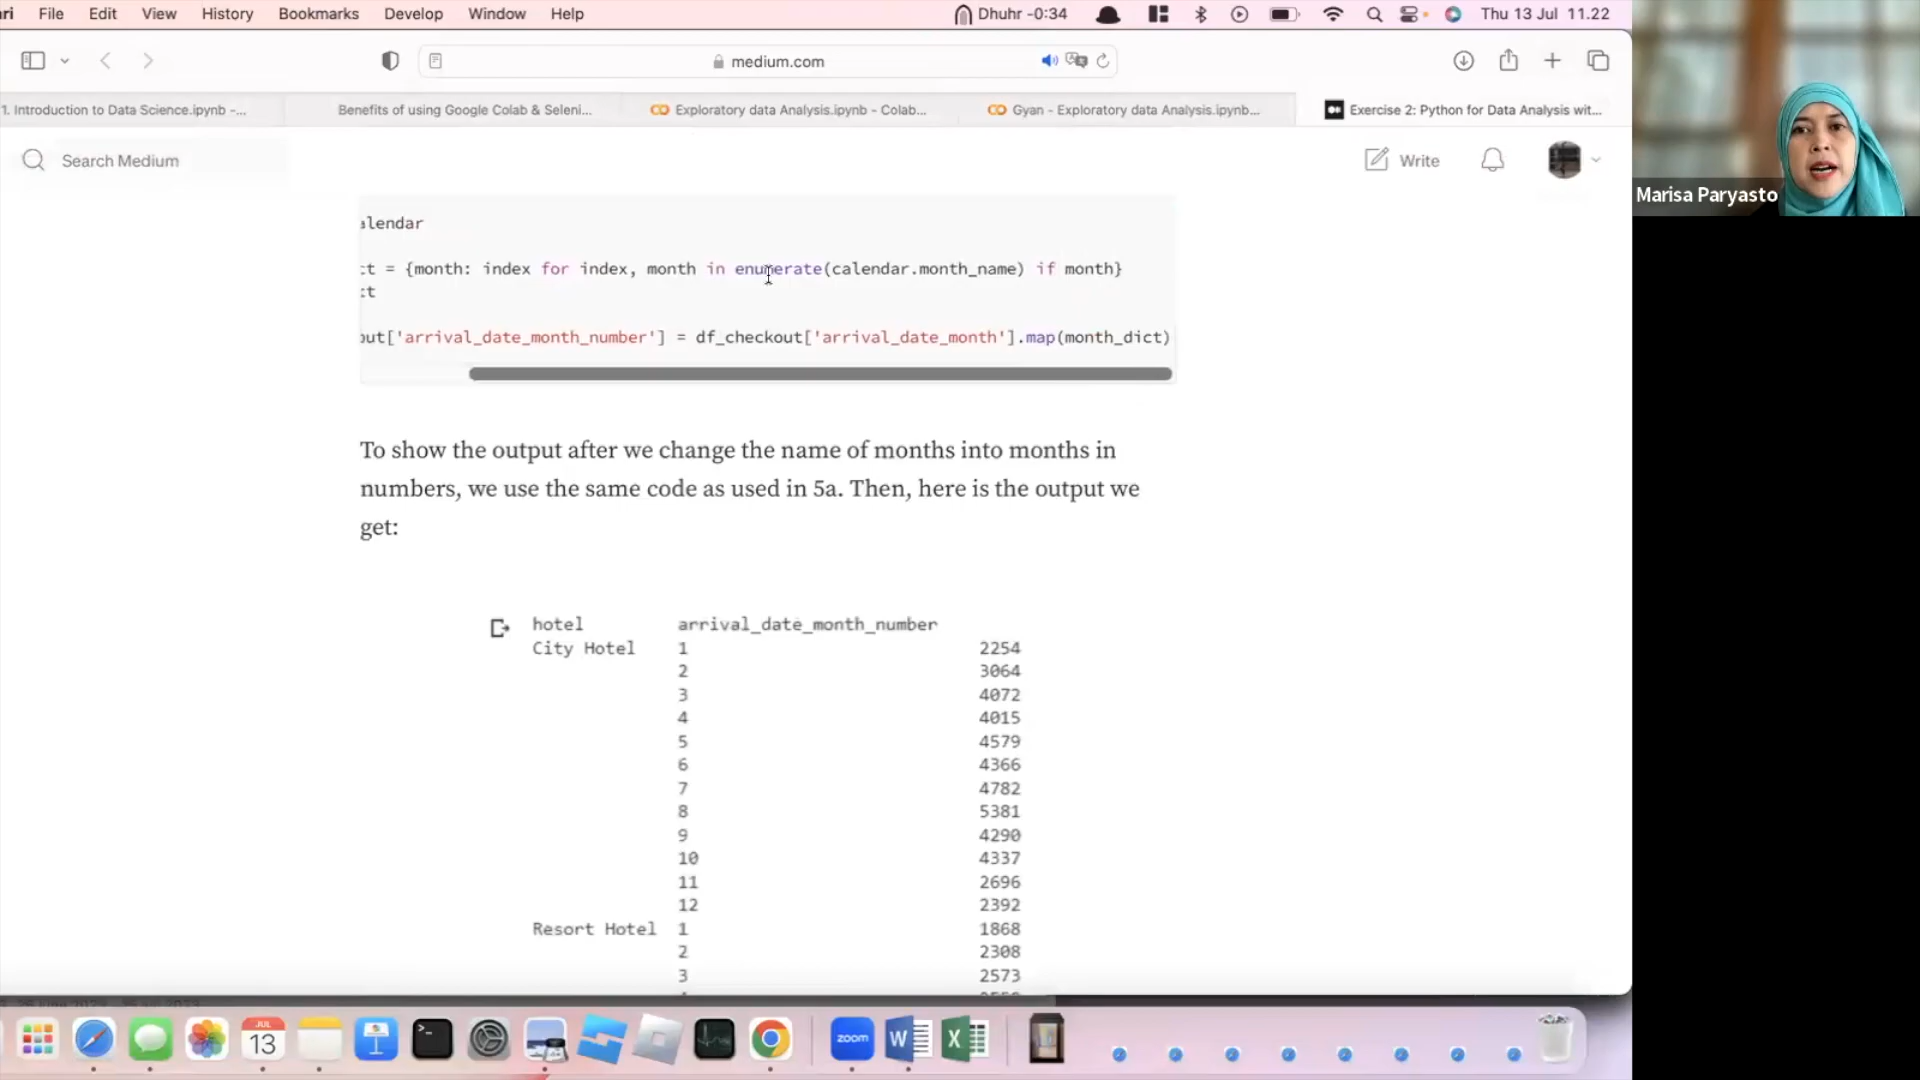 ri File Edit View History Bookmarks Develop Window Help Dhuhr -0:34 Thu 13 Jul 11.22
medium.com
1. Introduction to Data Science.ipynb -... Benefits of using Google Colab & Seleni... Exploratory data Analysis.ipynb - Colab... Gyan - Exploratory data Analysis.ipynb... Exercise 2: Python for Data Analysis wit...
Search Medium Write
Marisa Paryasto
alendar
ct = {month: index for index, month in enumerate(calendar.month_name) if month}
ct
out['arrival_date_month_number'] = df_checkout['arrival_date_month'].map(month_dict)
To show the output after we change the name of months into months in
numbers, we use the same code as used in 5a. Then, here is the output we
get:
hotel arrival_date_month_number
City Hotel 1 2254
2 3064
3 4072
4 4015
5 4579
6 4366
7 4782
8 5381
9 4290
10 4337
11 2696
12 2392
Resort Hotel 1 1868
2 2308
3 2573
JUL
13
zoom
W
X